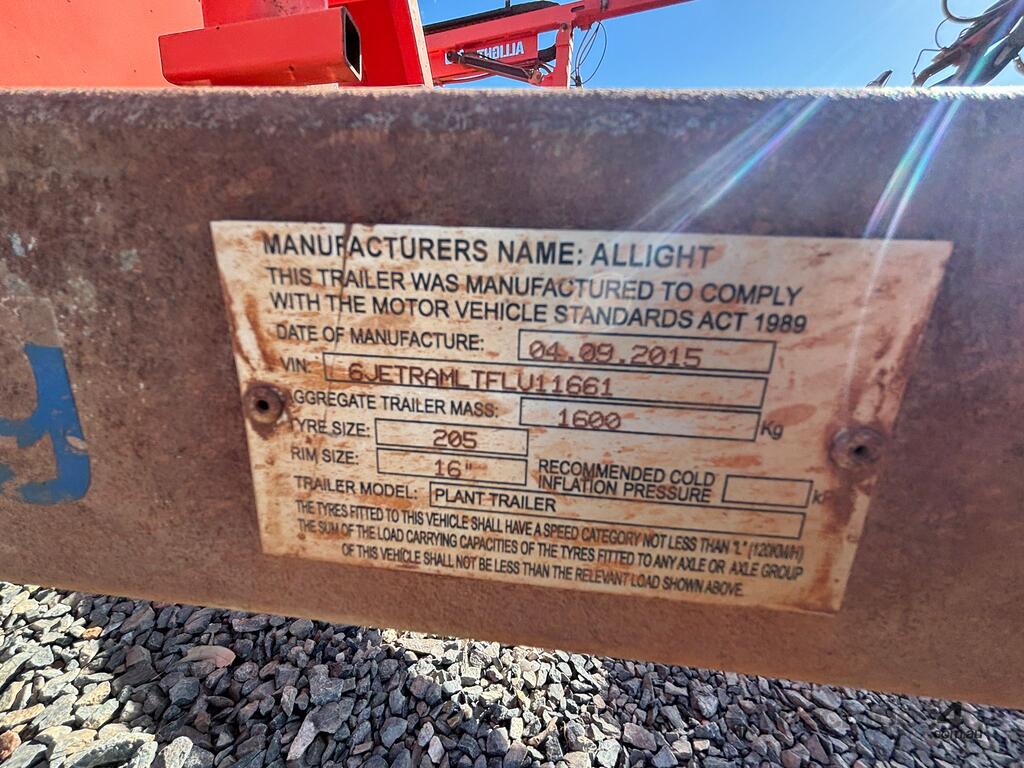 ALLIGHT
MANUFACTURERS NAME: ALLIGHT
THIS TRAILER WAS MANUFACTURED TO COMPLY
WITH THE MOTOR VEHICLE STANDARDS ACT 1989
DATE OF MANUFACTURE: 04.09.2015
VIN: 6JETRAMLTFLV11661
AGGREGATE TRAILER MASS: 1600 Kg
TYRE SIZE: 205
RIM SIZE: 16"
RECOMMENDED COLD
INFLATION PRESSURE
TRAILER MODEL: PLANT TRAILER
THE TYRES FITTED TO THIS VEHICLE SHALL HAVE A SPEED CATEGORY NOT LESS THAN "L" (120KM/H)
THE SUM OF THE LOAD CARRYING CAPACITIES OF THE TYRES FITTED TO ANY AXLE OR AXLE GROUP
OF THIS VEHICLE SHALL NOT BE LESS THAN THE RELEVANT LOAD SHOWN ABOVE.
com.au